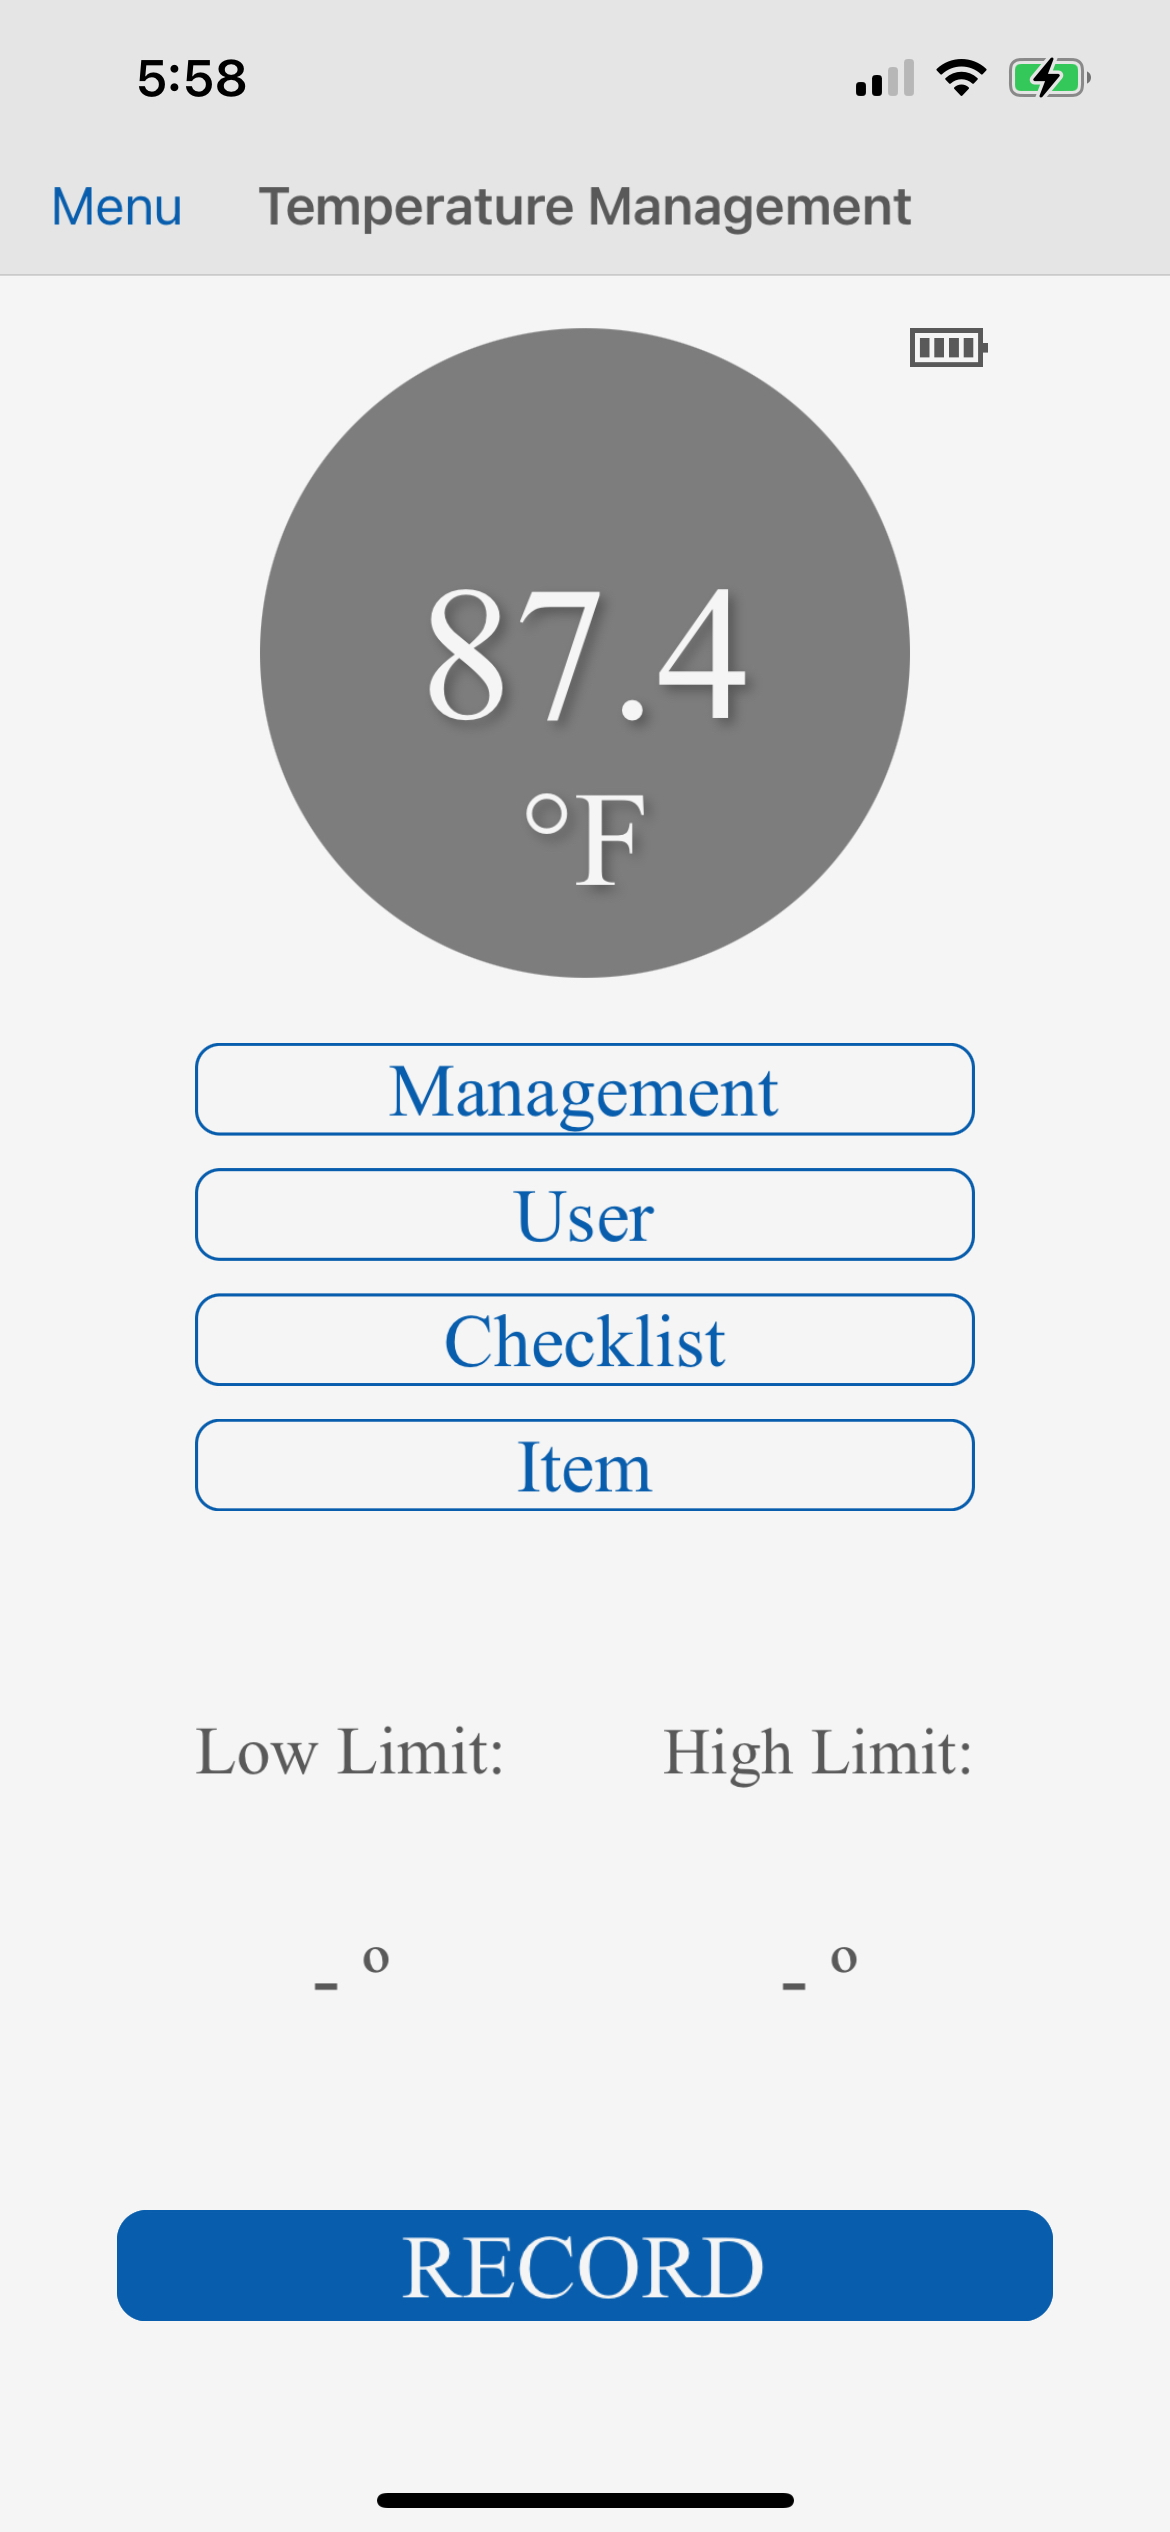 5:58
Menu Temperature Management
87.4
°F
Management
User
Checklist
Item
Low Limit: High Limit:
- º - º
RECORD